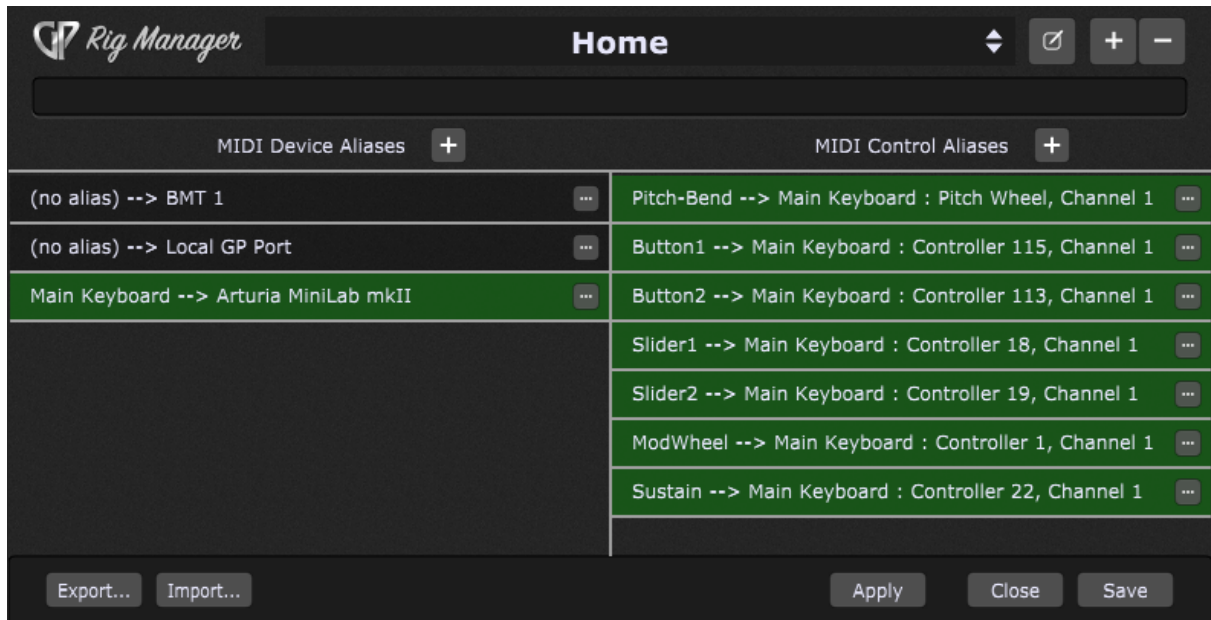 GP Rig Manager
Home
MIDI Device Aliases +
MIDI Control Aliases +
(no alias) --> BMT 1
(no alias) --> Local GP Port
Main Keyboard --> Arturia MiniLab mkII
Pitch-Bend --> Main Keyboard : Pitch Wheel, Channel 1
Button1 --> Main Keyboard : Controller 115, Channel 1
Button2 --> Main Keyboard : Controller 113, Channel 1
Slider1 --> Main Keyboard : Controller 18, Channel 1
Slider2 --> Main Keyboard : Controller 19, Channel 1
ModWheel --> Main Keyboard : Controller 1, Channel 1
Sustain --> Main Keyboard : Controller 22, Channel 1
Export... Import... Apply Close Save